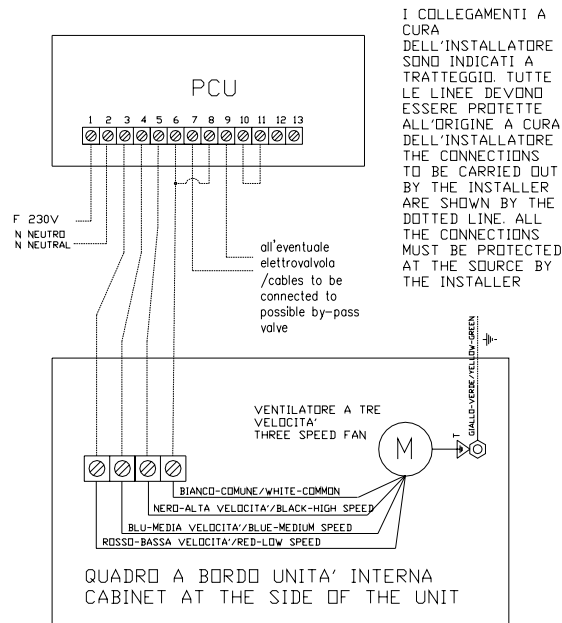 I COLLEGAMENTI A
CURA
DELL'INSTALLATORE
SONO INDICATI A
TRATTEGGIO. TUTTE
LE LINEE DEVONO
ESSERE PROTETTE
ALL'ORIGINE A CURA
DELL'INSTALLATORE
THE CONNECTIONS
TO BE CARRIED OUT
BY THE INSTALLER
ARE SHOWN BY THE
DOTTED LINE. ALL
THE CONNECTIONS
MUST BE PROTECTED
AT THE SOURCE BY
THE INSTALLER
PCU
1 2 3 4 5 6 7 8 9 10 11 12 13
F 230V
N NEUTRO
N NEUTRAL
all'eventuale
elettrovalvola
/cables to be
connected to
possible by-pass
valve
GIALLO-VERDE/YELLOW-GREEN
VENTILATORE A TRE
VELOCITA'
THREE SPEED FAN
M
T
BIANCO-COMUNE/WHITE-COMMON
NERO-ALTA VELOCITA'/BLACK-HIGH SPEED
BLU-MEDIA VELOCITA'/BLUE-MEDIUM SPEED
ROSSO-BASSA VELOCITA'/RED-LOW SPEED
QUADRO A BORDO UNITA' INTERNA
CABINET AT THE SIDE OF THE UNIT